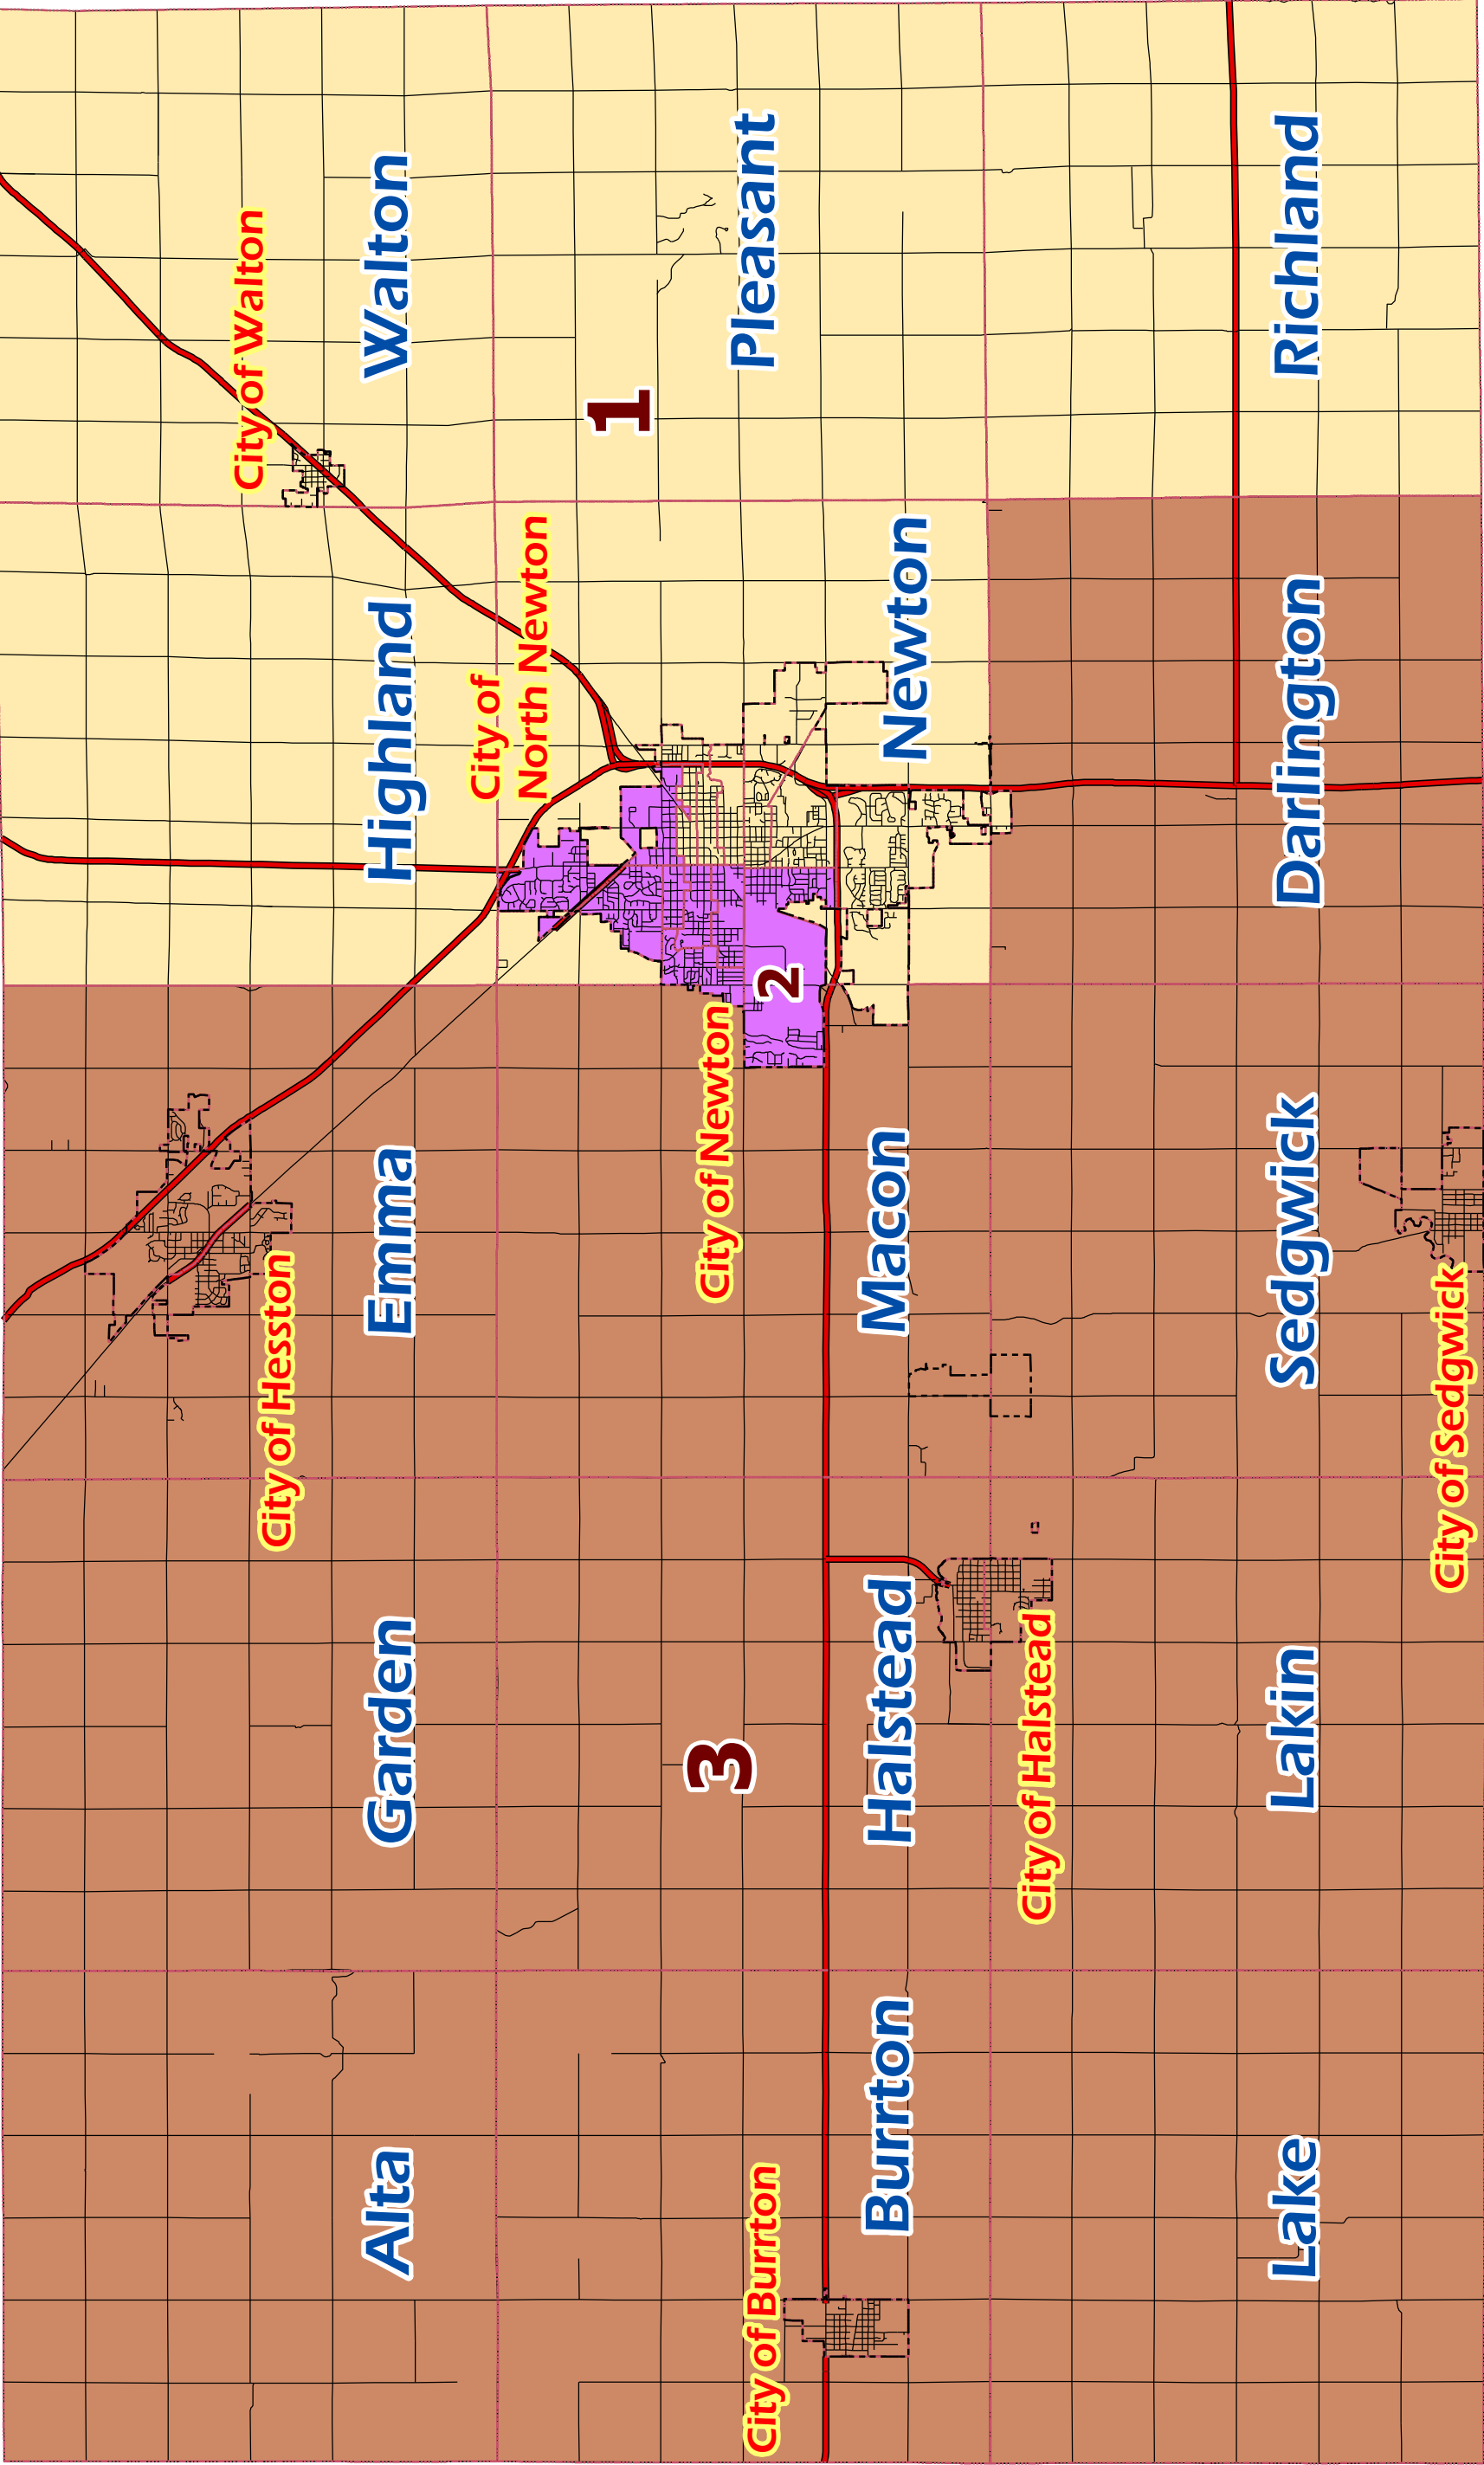 Alta
Garden
Emma
Highland
Walton
City of Walton
City of Hesston
City of
North Newton
1
Pleasant
3
City of Newton
2
City of Burrton
Burrton
Halstead
Macon
Newton
City of Halstead
Lake
Lakin
Sedgwick
Darlington
Richland
City of Sedgwick